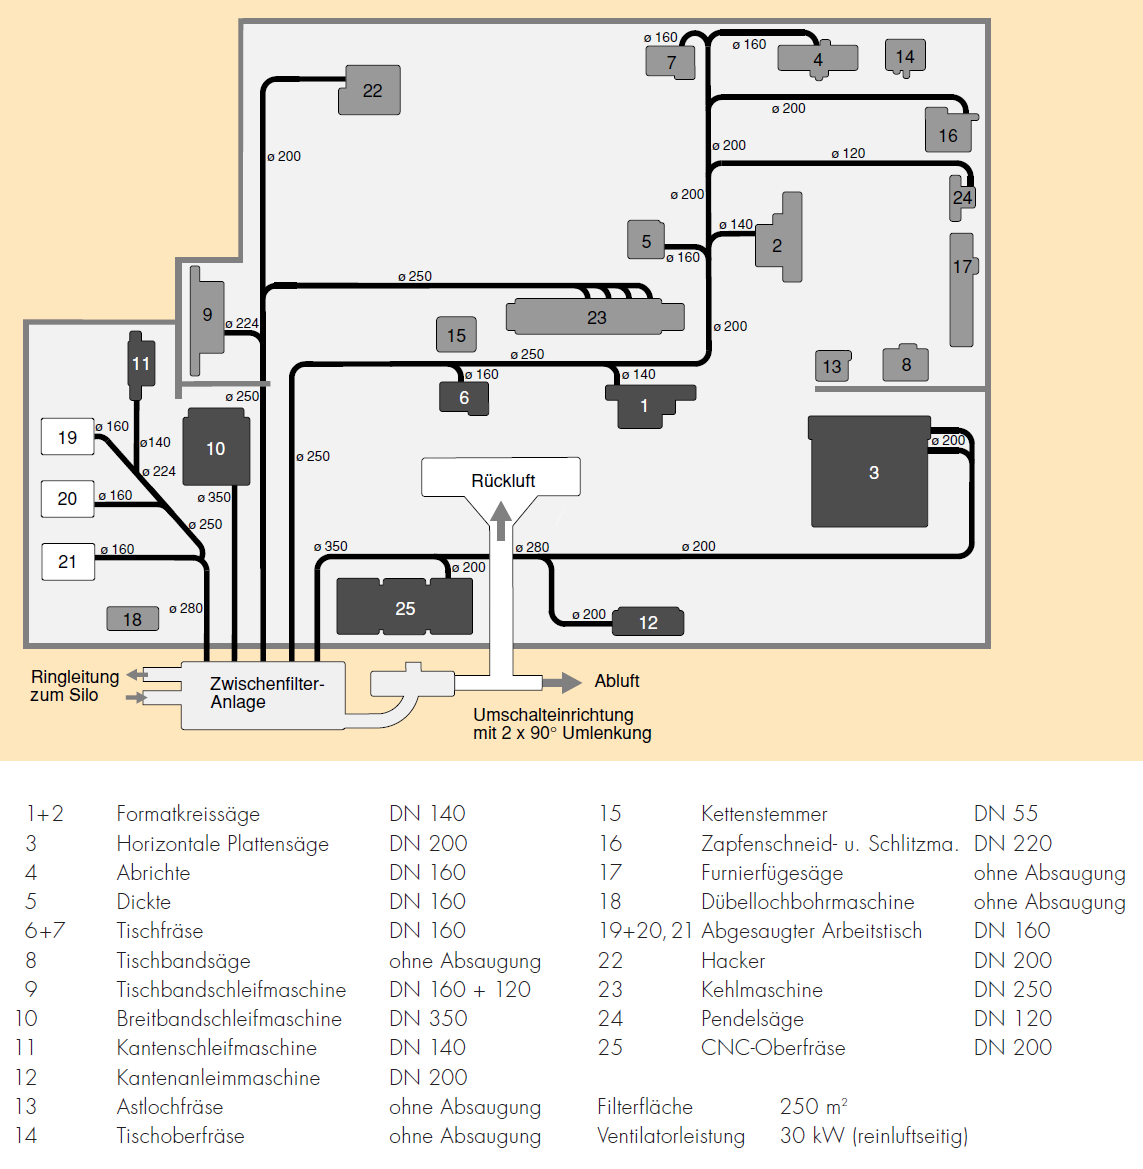 ø 160
ø 160
7
4
14
22
ø 200
16
ø 200
ø 200
ø 120
ø 200
24
5
ø 140
2
ø 160
17
ø 250
9
ø 224
23
15
ø 200
ø 250
11
ø 160
ø 140
13
8
ø 250
6
1
19
ø 160
ø140
10
ø 200
ø 250
3
ø 224
Rückluft
20
ø 160
ø 350
ø 250
21
ø 160
ø 350
ø 280
ø 200
ø 200
18
ø 280
25
ø 200
12
Ringleitung
zum Silo
Zwischenfilter-
Anlage
Abluft
Umschalteinrichtung
mit 2 x 90° Umlenkung
1+2 Formatkreissäge DN 140
3 Horizontale Plattensäge DN 200
4 Abrichte DN 160
5 Dickte DN 160
6+7 Tischfräse DN 160
8 Tischbandsäge ohne Absaugung
9 Tischbandschleifmaschine DN 160 + 120
10 Breitbandschleifmaschine DN 350
11 Kantenschleifmaschine DN 140
12 Kantenanleimmaschine DN 200
13 Astlochfräse ohne Absaugung
14 Tischoberfräse ohne Absaugung
15 Kettenstemmer DN 55
16 Zapfenschneid- u. Schlitzma. DN 220
17 Furnierfügesäge ohne Absaugung
18 Dübellochbohrmaschine ohne Absaugung
19+20,21 Abgesaugter Arbeitstisch DN 160
22 Hacker DN 200
23 Kehlmaschine DN 250
24 Pendelsäge DN 120
25 CNC-Oberfräse DN 200
Filterfläche 250 m²
Ventilatorleistung 30 kW (reinluftseitig)